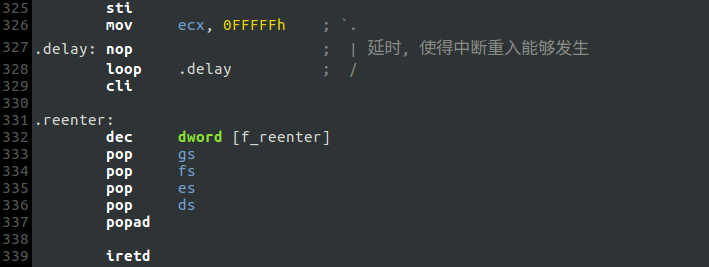 325         sti
326         mov     ecx, 0FFFFFh    ; `.
327 .delay: nop                     ;  | 延时, 使得中断重入能够发生
328         loop    .delay          ;  /
329         cli
330
331 .reenter:
332         dec     dword [f_reenter]
333         pop     gs
334         pop     fs
335         pop     es
336         pop     ds
337         popad
338
339         iretd